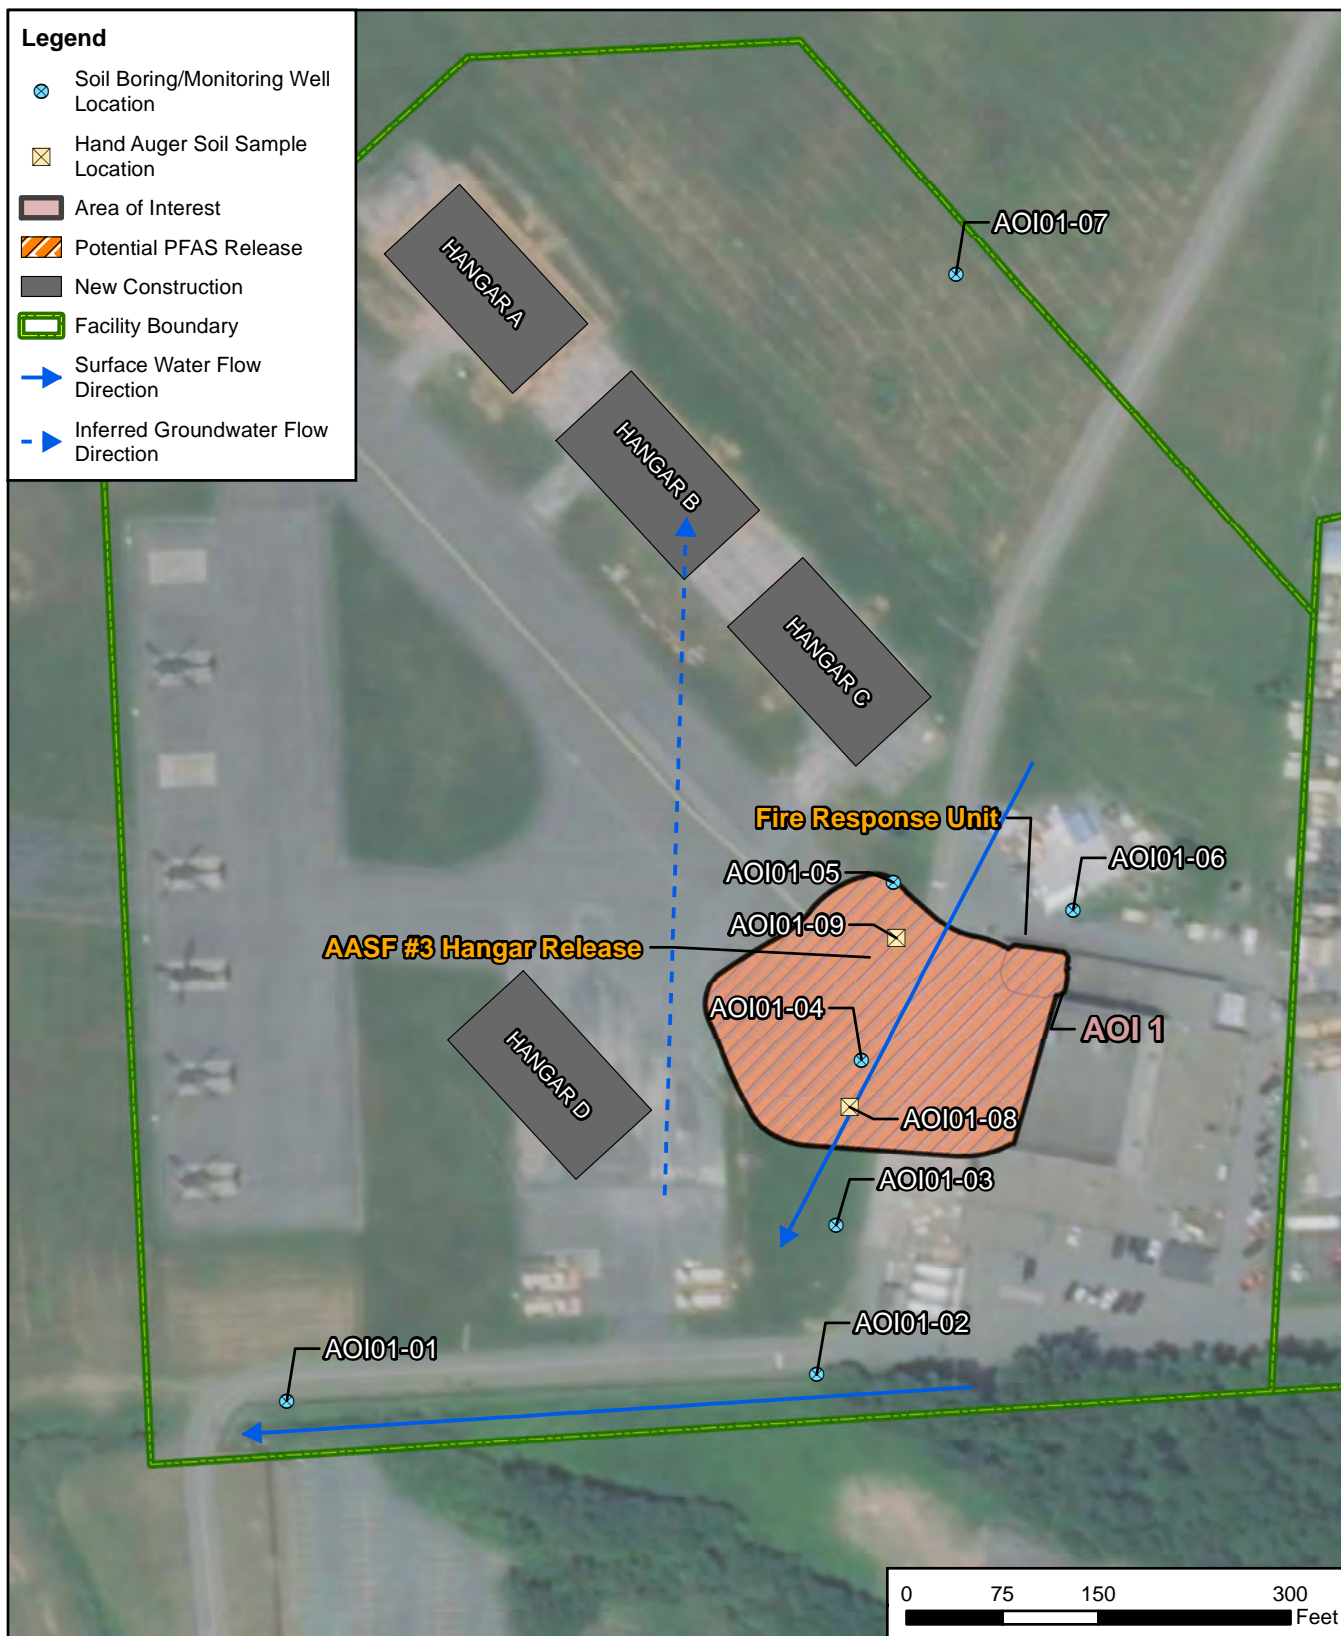 Legend
Soil Boring/Monitoring Well
Location
Hand Auger Soil Sample
Location
Area of Interest
Potential PFAS Release
New Construction
Facility Boundary
Surface Water Flow
Direction
Inferred Groundwater Flow
Direction
AOI01-07
HANGAR A
HANGAR B
HANGAR C
Fire Response Unit
AOI01-05
AOI01-06
AOI01-09
AASF #3 Hangar Release
AOI01-04
AOI 1
HANGAR D
AOI01-08
AOI01-03
AOI01-02
AOI01-01
0 75 150 300
Feet